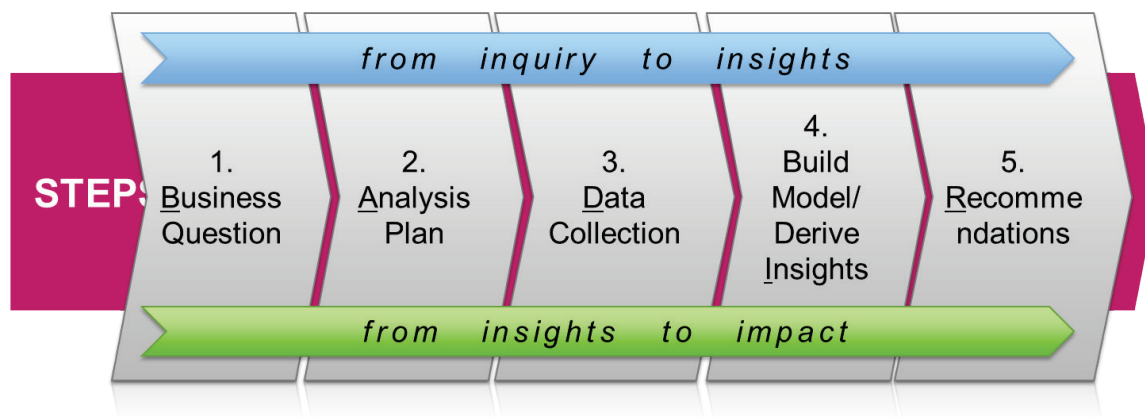 from inquiry to insights
STEPS
1.
Business
Question
2.
Analysis
Plan
3.
Data
Collection
4.
Build
Model/
Derive
Insights
5.
Recomme
ndations
from insights to impact